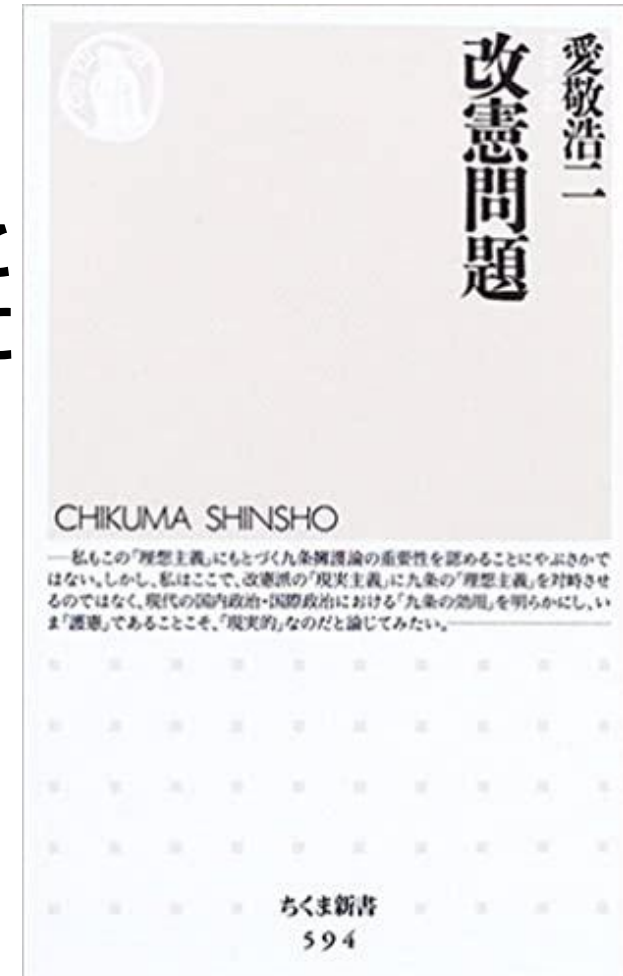 と
に
愛敬浩二
改憲問題
CHIKUMA SHINSHO
―私もこの「理想主義」にもとづく九条擁護論の重要性を認めることにやぶさかで
はない。しかし、私はここで、改憲派の「現実主義」に九条の「理想主義」を対峙させ
るのではなく、現代の国内政治・国際政治における「九条の効用」を明らかにし、い
ま「護憲」であることこそ、「現実的」なのだと論じてみたい。―
ちくま新書
594